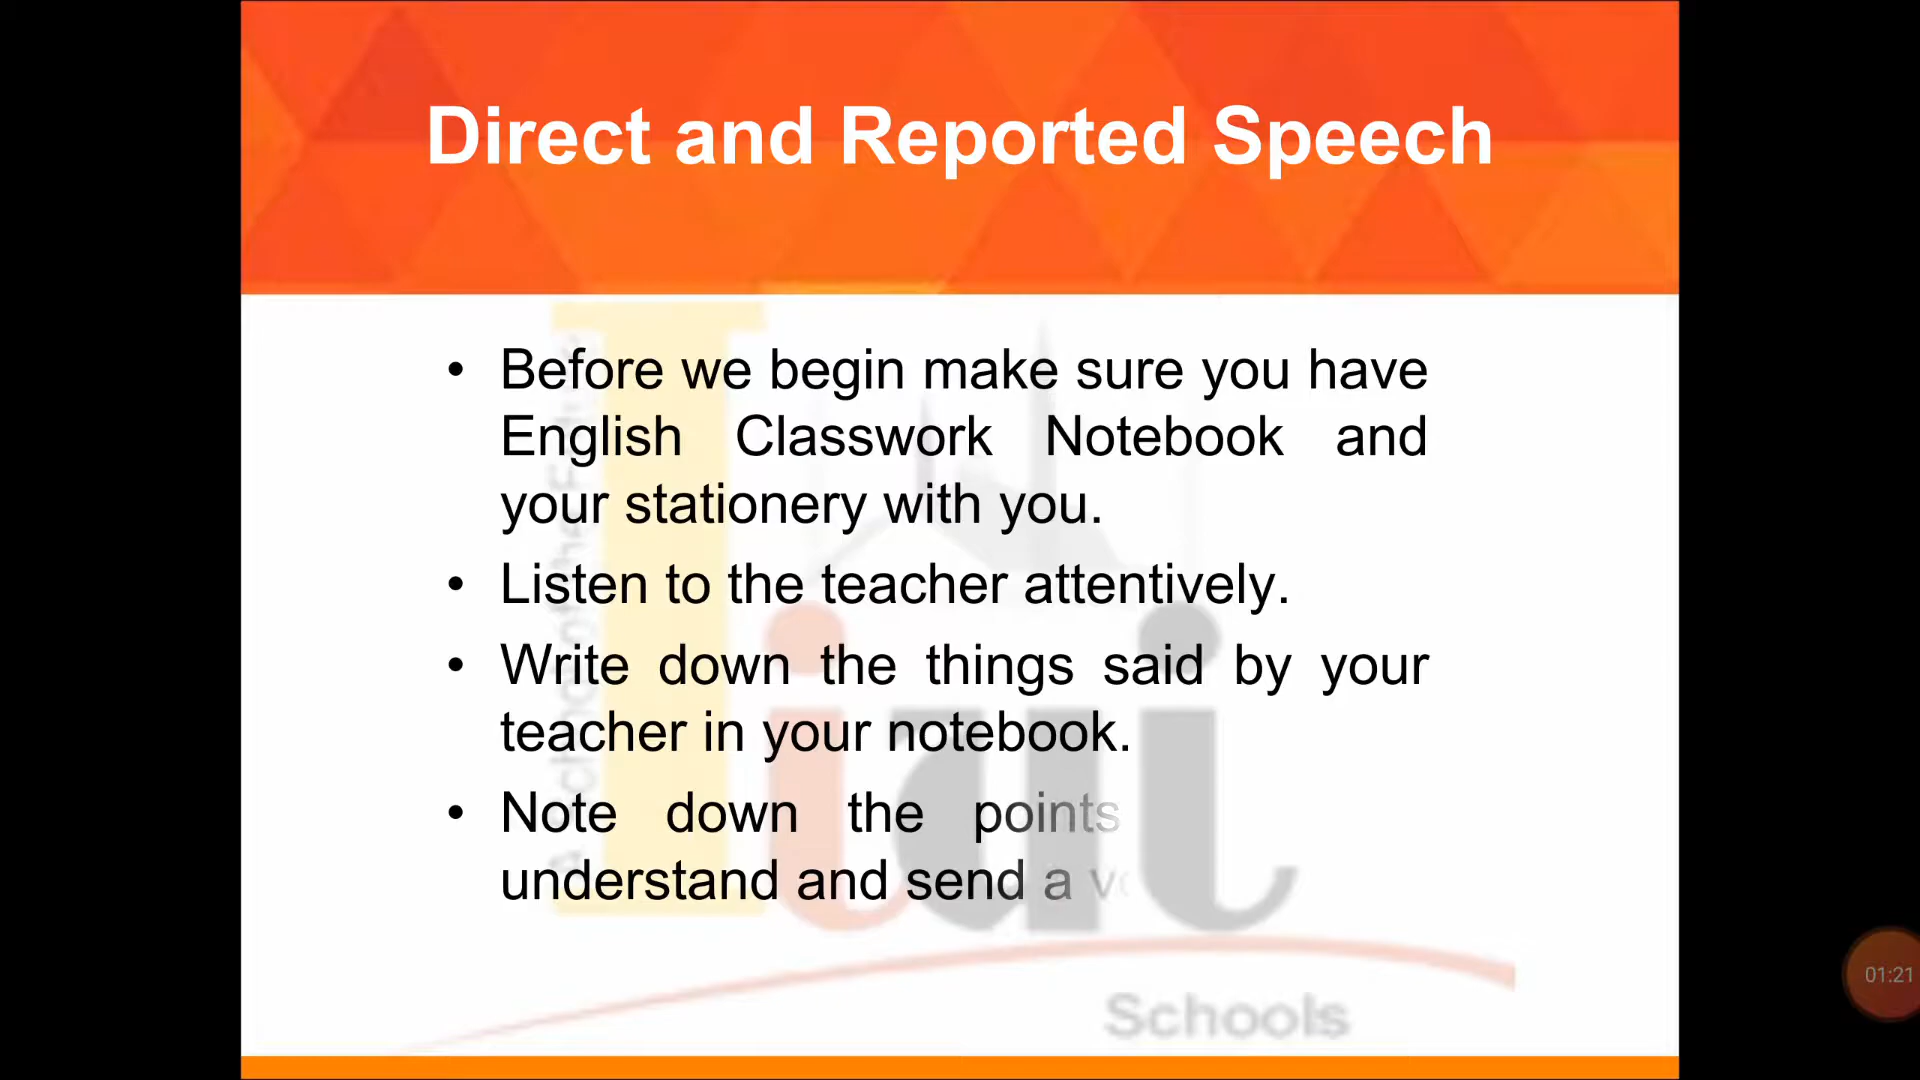 Direct and Reported Speech
• Before we begin make sure you have
English Classwork Notebook and
your stationery with you.
• Listen to the teacher attentively.
• Write down the things said by your
teacher in your notebook.
• Note down the points
understand and send a
Schools
01:21